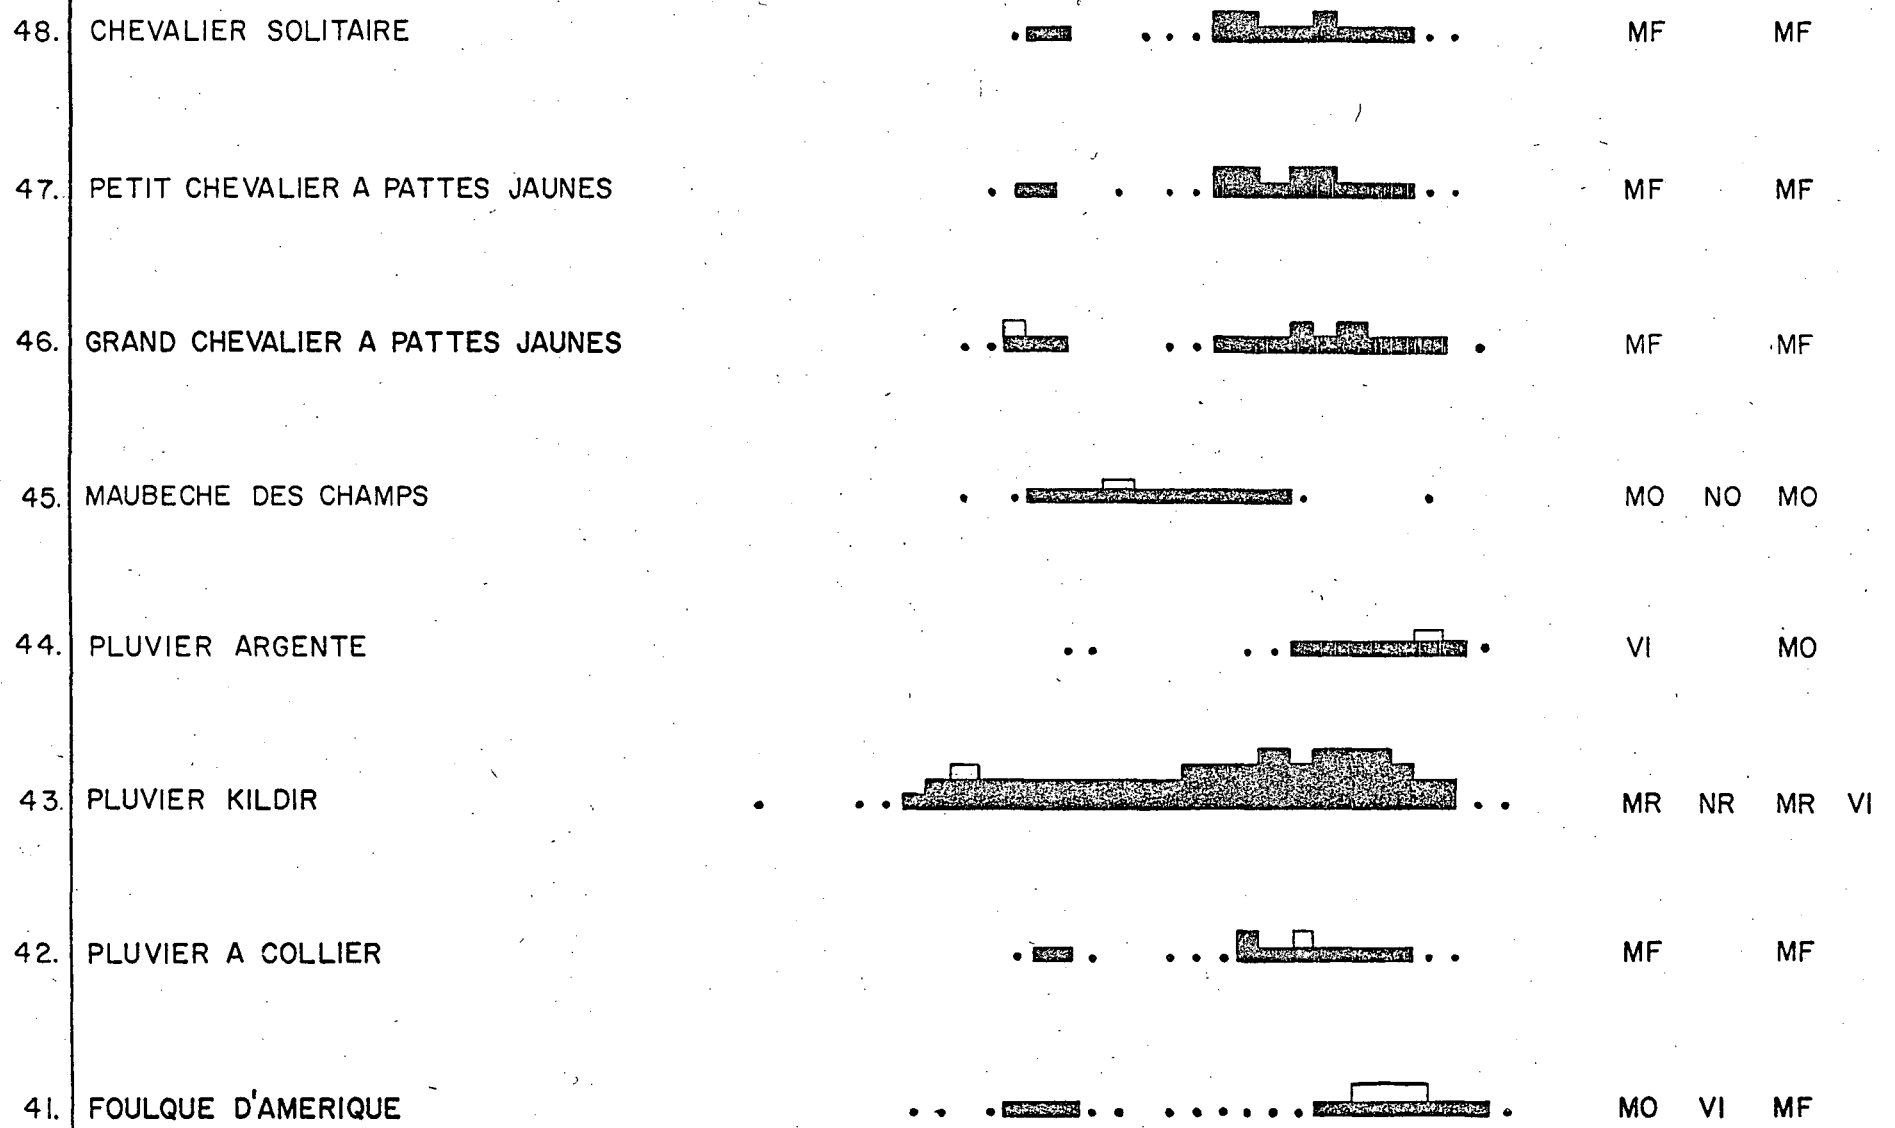 48. CHEVALIER SOLITAIRE MF MF
47. PETIT CHEVALIER A PATTES JAUNES MF MF
46. GRAND CHEVALIER A PATTES JAUNES MF MF
45. MAUBECHE DES CHAMPS MO NO MO
44. PLUVIER ARGENTE VI MO
43. PLUVIER KILDIR MR NR MR VI
42. PLUVIER A COLLIER MF MF
41. FOULQUE D'AMERIQUE MO VI MF